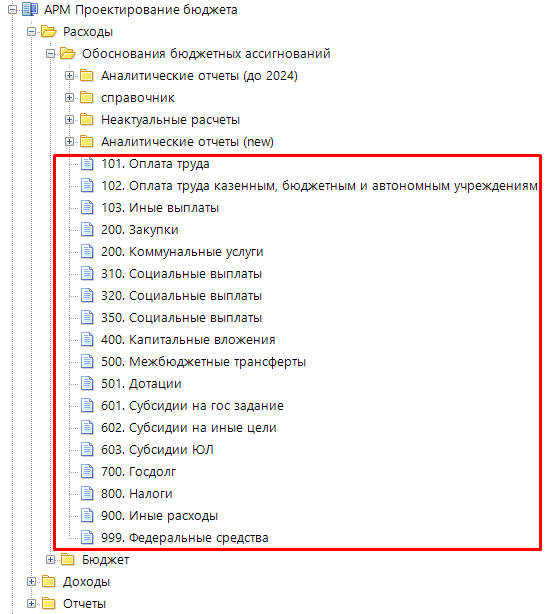 АРМ Проектирование бюджета
Расходы
Обоснования бюджетных ассигнований
Аналитические отчеты (до 2024)
справочник
Неактуальные расчеты
Аналитические отчеты (new)
101. Оплата труда
102. Оплата труда казенным, бюджетным и автономным учреждениям
103. Иные выплаты
200. Закупки
200. Коммунальные услуги
310. Социальные выплаты
320. Социальные выплаты
350. Социальные выплаты
400. Капитальные вложения
500. Межбюджетные трансферты
501. Дотации
601. Субсидии на гос задание
602. Субсидии на иные цели
603. Субсидии ЮЛ
700. Госдолг
800. Налоги
900. Иные расходы
999. Федеральные средства
Бюджет
Доходы
Отчеты